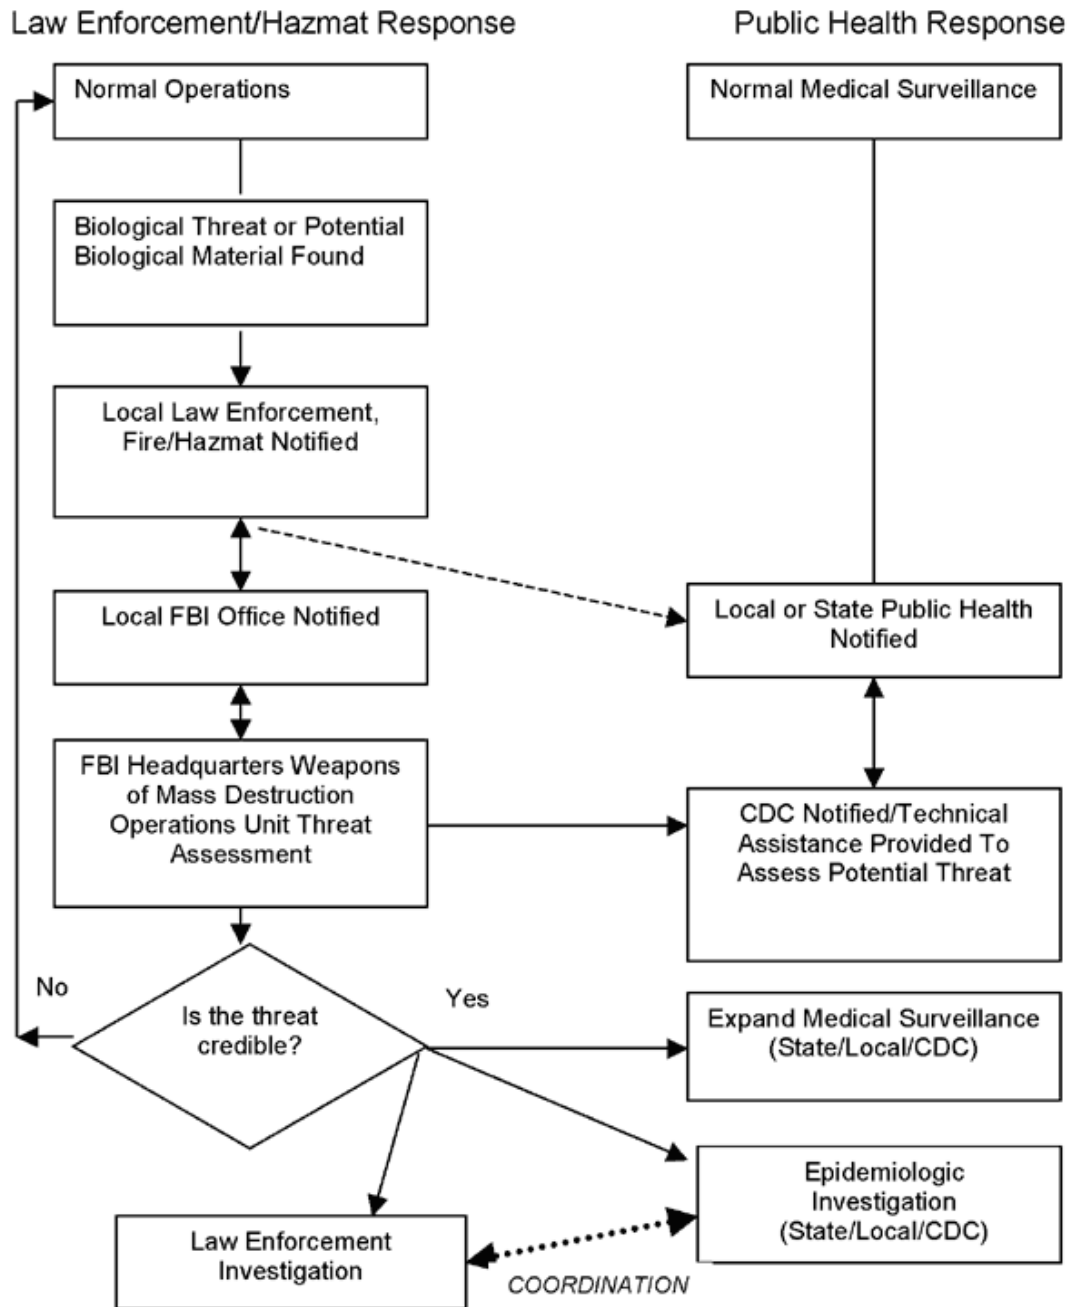 Law Enforcement/Hazmat Response
Public Health Response
Normal Operations
Normal Medical Surveillance
Biological Threat or Potential
Biological Material Found
Local Law Enforcement,
Fire/Hazmat Notified
Local FBI Office Notified
Local or State Public Health
Notified
FBI Headquarters Weapons
of Mass Destruction
Operations Unit Threat
Assessment
CDC Notified/Technical
Assistance Provided To
Assess Potential Threat
No
Is the threat
credible?
Yes
Expand Medical Surveillance
(State/Local/CDC)
Epidemiologic
Investigation
(State/Local/CDC)
Law Enforcement
Investigation
COORDINATION